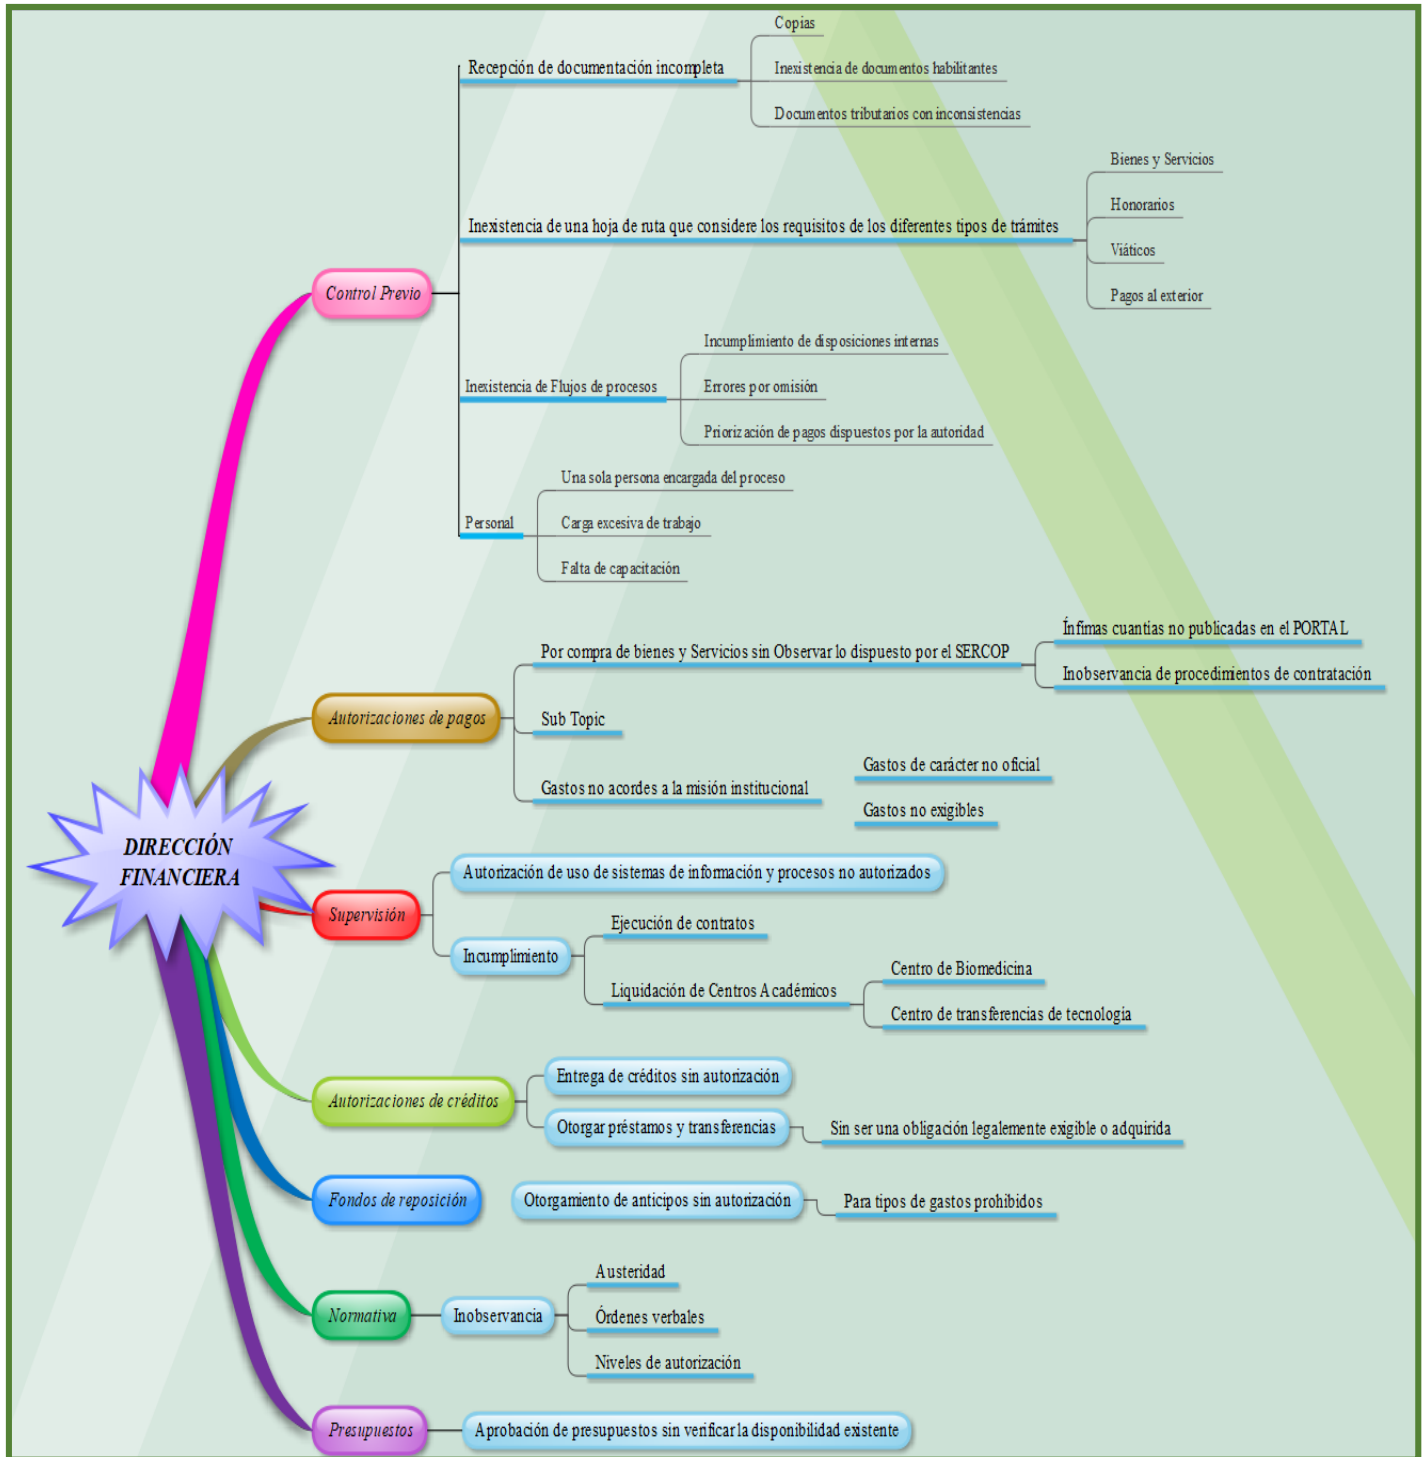 Copias
Recepción de documentación incompleta
Inexistencia de documentos habilitantes
Documentos tributarios con inconsistencias
Bienes y Servicios
Honorarios
Inexistencia de una hoja de ruta que considere los requisitos de los diferentes tipos de trámites
Viáticos
Pagos al exterior
Control Previo
Incumplimiento de disposiciones internas
Inexistencia de Flujos de procesos
Errores por omisión
Priorización de pagos dispuestos por la autoridad
Una sola persona encargada del proceso
Personal
Carga excesiva de trabajo
Falta de capacitación
Ínfimas cuantias no publicadas en el PORTAL
Por compra de bienes y Servicios sin Observar lo dispuesto por el SERCOP
Inobservancia de procedimientos de contratación
Autorizaciones de pagos
Sub Topic
Gastos de carácter no oficial
Gastos no acordes a la misión institucional
Gastos no exigibles
DIRECCIÓN
FINANCIERA
Autorización de uso de sistemas de información y procesos no autorizados
Supervisión
Ejecución de contratos
Incumplimiento
Centro de Biomedicina
Liquidación de Centros Académicos
Centro de transferencias de tecnología
Entrega de créditos sin autorización
Autorizaciones de créditos
Otorgar préstamos y transferencias
Sin ser una obligación legalemente exigible o adquirida
Fondos de reposición
Otorgamiento de anticipos sin autorización
Para tipos de gastos prohibidos
Austeridad
Normativa
Inobservancia
Órdenes verbales
Niveles de autorización
Presupuestos
Aprobación de presupuestos sin verificar la disponibilidad existente